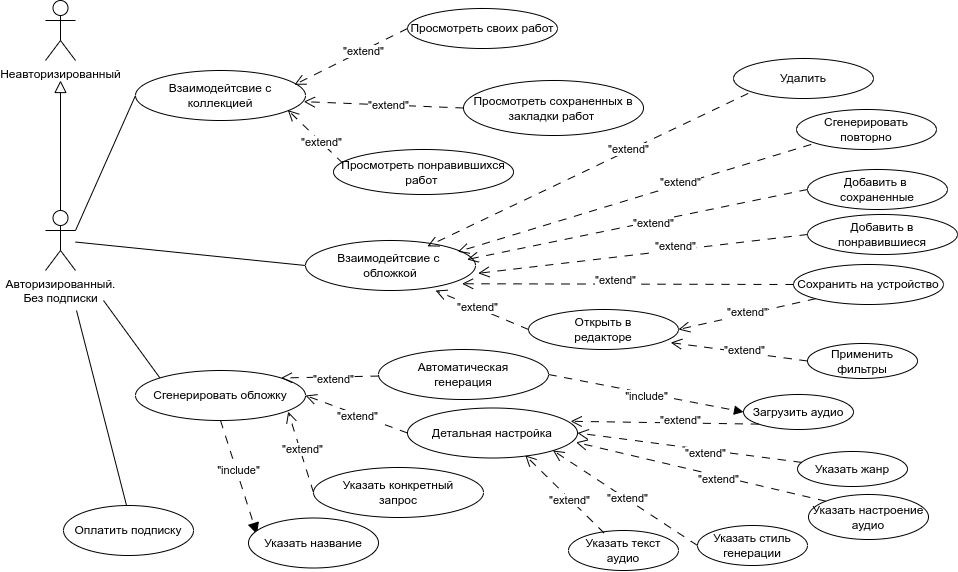 Неавторизированный
Просмотреть своих работ
"extend"
Взаимодейтсвие с
коллекцией
"extend"
Просмотреть сохраненных в
закладки работ
"extend"
Просмотреть понравившихся
работ
Удалить
Сгенерировать
повторно
"extend"
"extend"
Добавить в
сохраненные
"extend"
Добавить в
понравившиеся
"extend"
Взаимодейтсвие с
обложкой
"extend"
Сохранить на устройство
Авторизированный.
Без подписки
"extend"
Открыть в
редакторе
"extend"
"extend"
Применить
фильтры
Автоматическая
генерация
"extend"
Сгенерировать обложку
"include"
Загрузить аудио
"extend"
"extend"
Детальная настройка
"extend"
"extend"
Указать жанр
"include"
"extend"
Указать конкретный
запрос
"extend"
"extend"
Указать настроение
аудио
Оплатить подписку
Указать название
Указать текст
аудио
Указать стиль
генерации